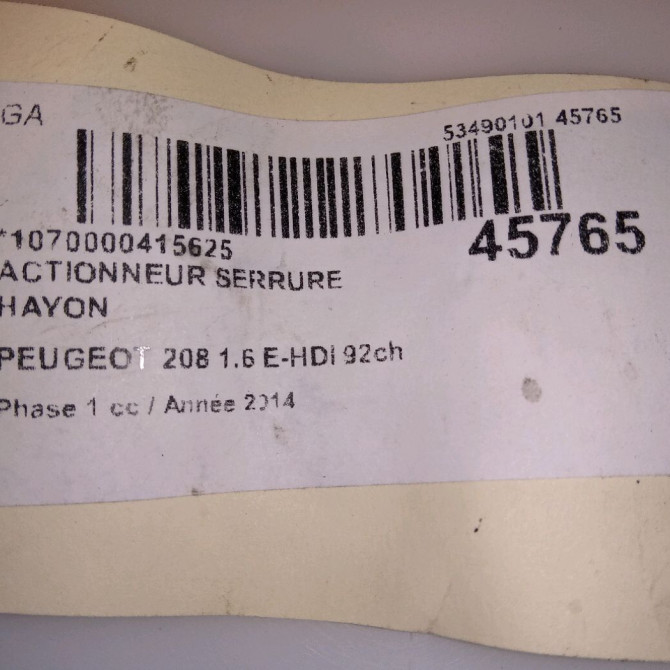 GA
53490101 45765
*1070000415625
45765
ACTIONNEUR SERRURE
HAYON
PEUGEOT 208 1.6 E-HDI 92ch
Phase 1 cc / Année 2014